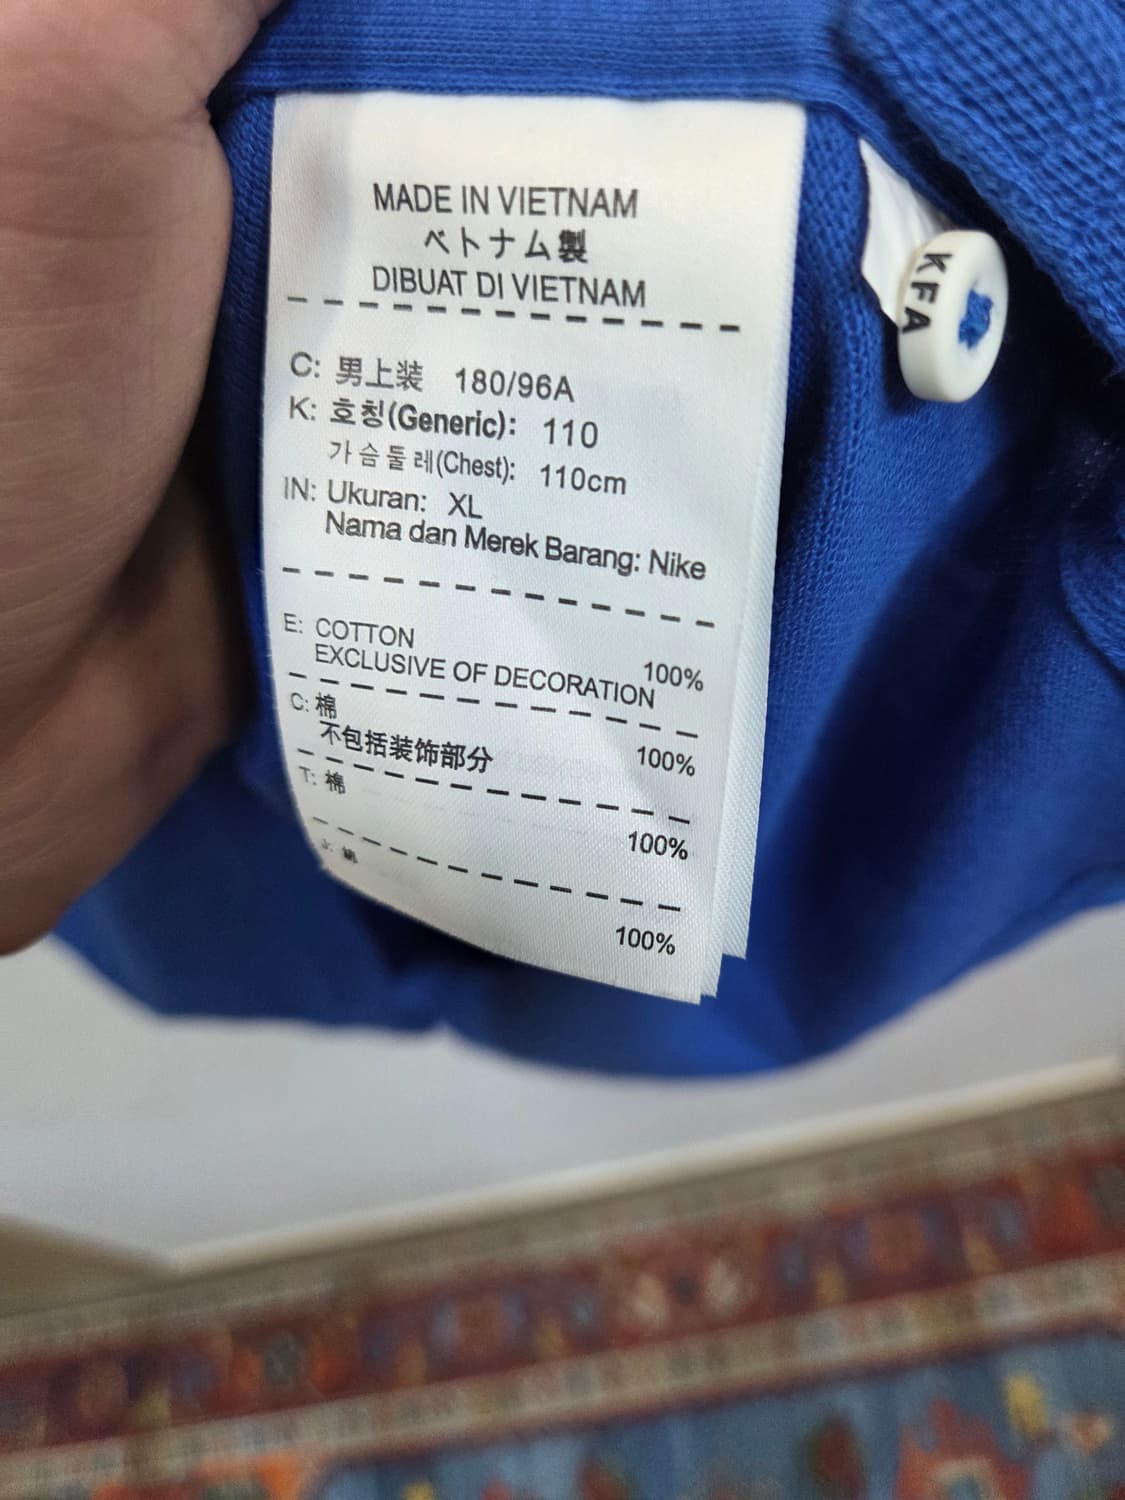 MADE IN VIETNAM
ベトナム製
DIBUAT DI VIETNAM
C: 男上装 180/96A
K: 호칭(Generic): 110
가슴둘레(Chest): 110cm
IN: Ukuran: XL
Nama dan Merek Barang: Nike
E: COTTON 100%
EXCLUSIVE OF DECORATION
C: 棉 100%
不包括装饰部分
T: 棉 100%
J: 綿 100%
KFA